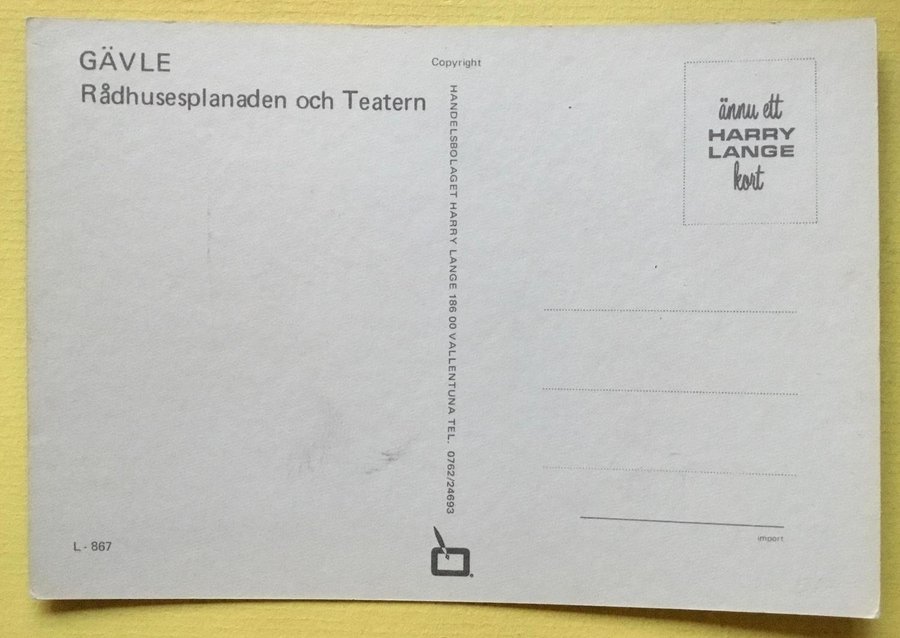 GÄVLE
Rådhusesplanaden och Teatern
L - 867
Copyright
HANDELSBOLAGET HARRY LANGE 186 00 VALLENTUNA TEL. 0762/24693
ännu ett
HARRY
LANGE
kort
import